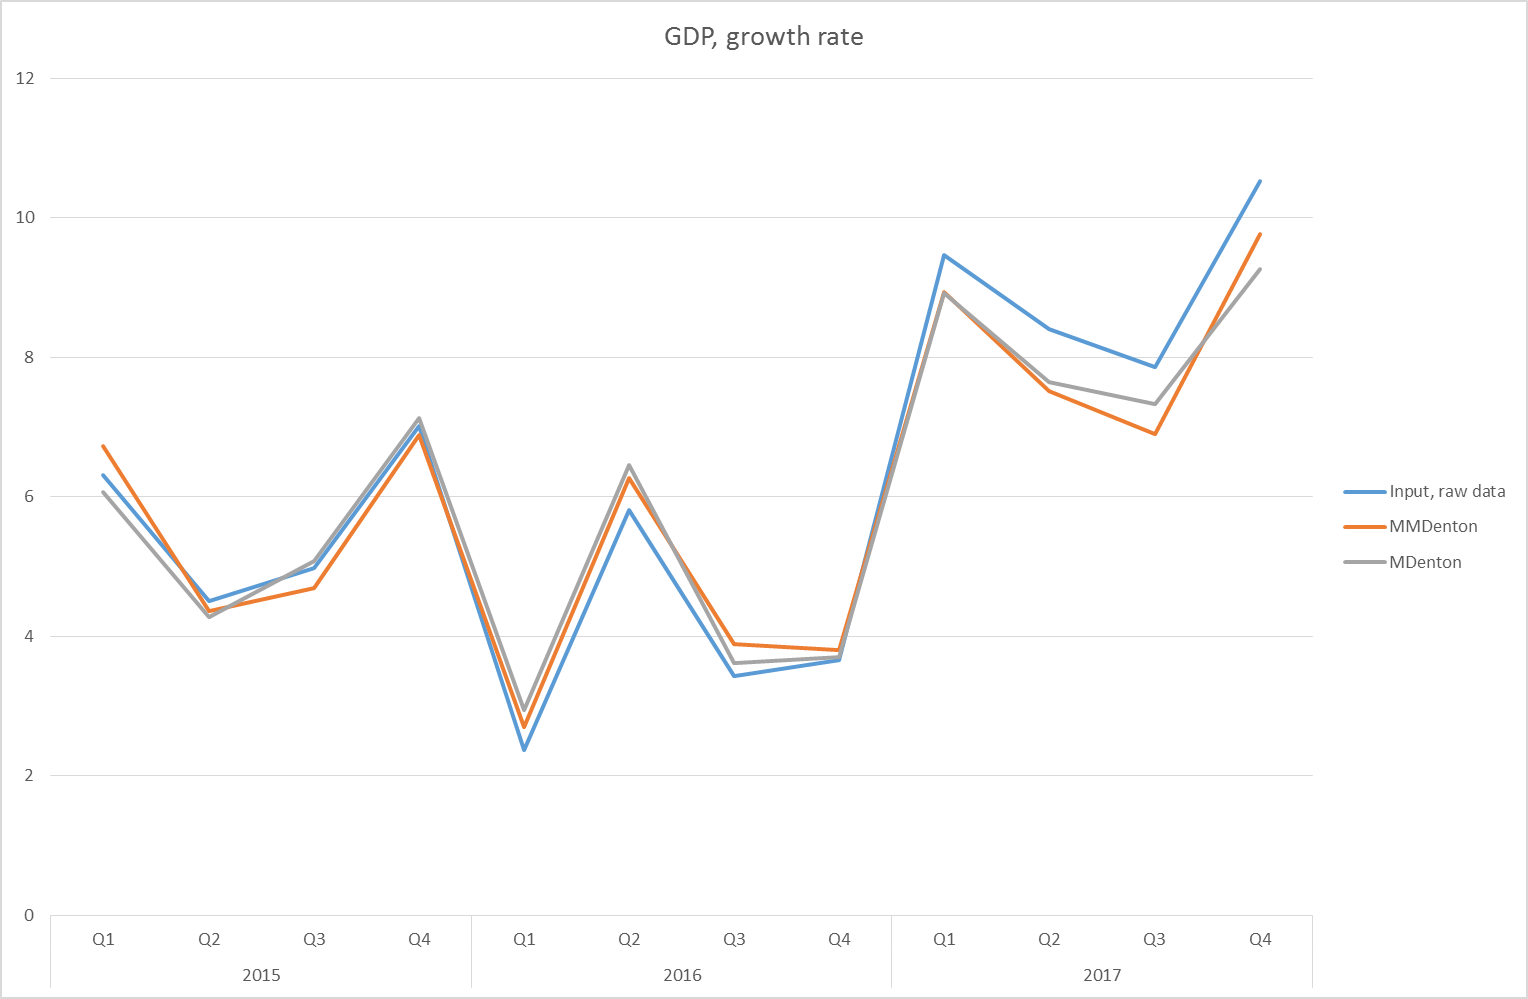 GDP, growth rate
12
10
8
6
4
2
0
Input, raw data
MMDenton
MDenton
Q1 Q2 Q3 Q4 Q1 Q2 Q3 Q4 Q1 Q2 Q3 Q4
2015 2016 2017